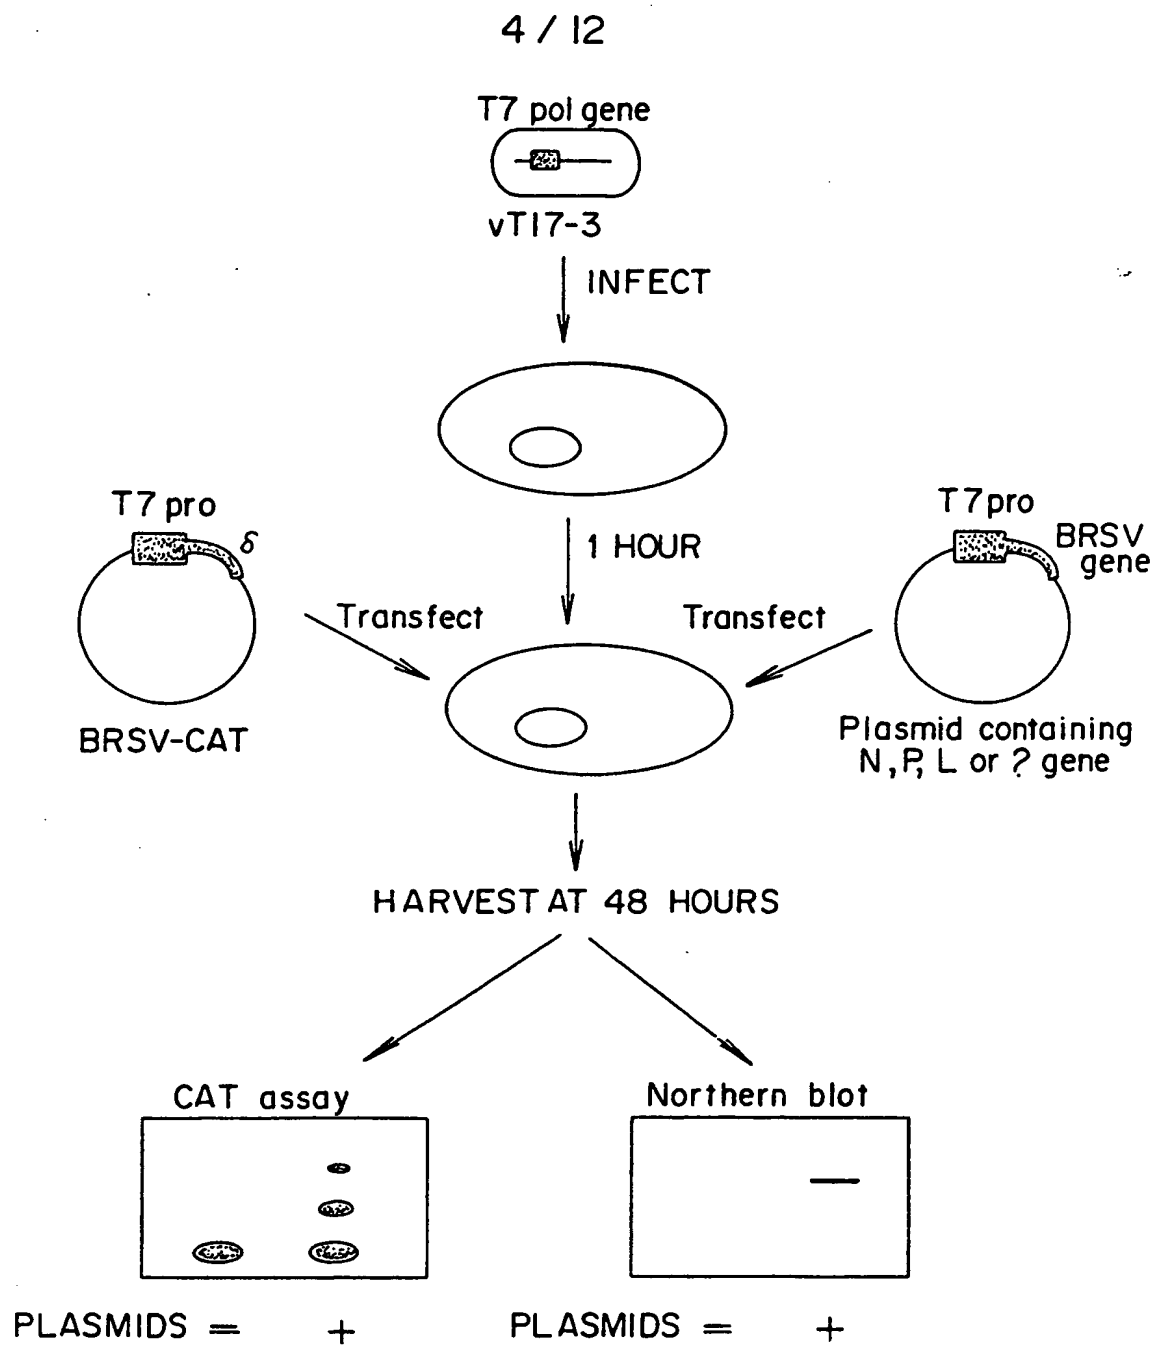 4 / 12
T7 pol gene
vT17-3
INFECT
1 HOUR
T7 pro
δ
Transfect
BRSV-CAT
T7pro
BRSV
gene
Transfect
Plasmid containing
N, P, L or ? gene
HARVEST AT 48 HOURS
CAT assay
PLASMIDS = +
Northern blot
PLASMIDS = +